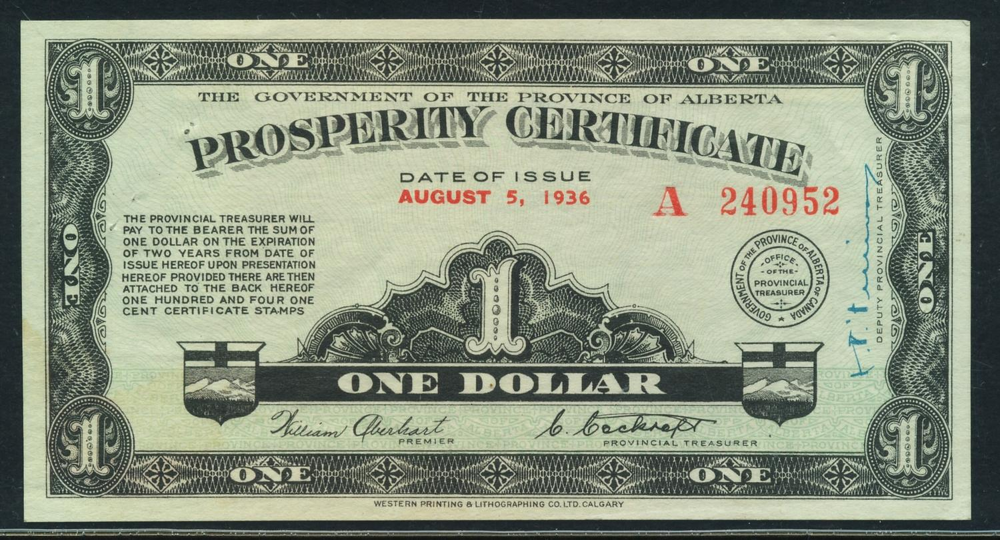 1 ONE ONE 1
THE GOVERNMENT OF THE PROVINCE OF ALBERTA
PROSPERITY CERTIFICATE
DATE OF ISSUE
AUGUST 5, 1936
A 240952
THE PROVINCIAL TREASURER WILL
PAY TO THE BEARER THE SUM OF
ONE DOLLAR ON THE EXPIRATION
OF TWO YEARS FROM DATE OF
ISSUE HEREOF UPON PRESENTATION
HEREOF PROVIDED THERE ARE THEN
ATTACHED TO THE BACK HEREOF
ONE HUNDRED AND FOUR ONE
CENT CERTIFICATE STAMPS
ONE
1
GOVERNMENT OF THE PROVINCE OF ALBERTA OF CANADA
OFFICE
-OF THE-
PROVINCIAL
TREASURER
DEPUTY PROVINCIAL TREASURER
ONE
ONE DOLLAR
William Aberhart
PREMIER
C. Cockroft
PROVINCIAL TREASURER
1 ONE ONE 1
WESTERN PRINTING & LITHOGRAPHING CO. LTD. CALGARY